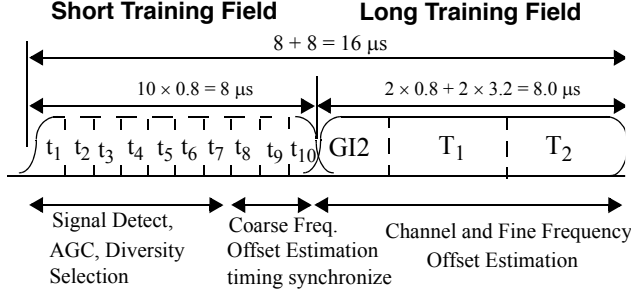 Short Training Field Long Training Field
8 + 8 = 16 μs
10 × 0.8 = 8 μs 2 × 0.8 + 2 × 3.2 = 8.0 μs
t1 t2 t3 t4 t5 t6 t7 t8 t9 t10 GI2 T1 T2
Signal Detect,
AGC, Diversity
Selection
Coarse Freq.
Offset Estimation
timing synchronize
Channel and Fine Frequency
Offset Estimation